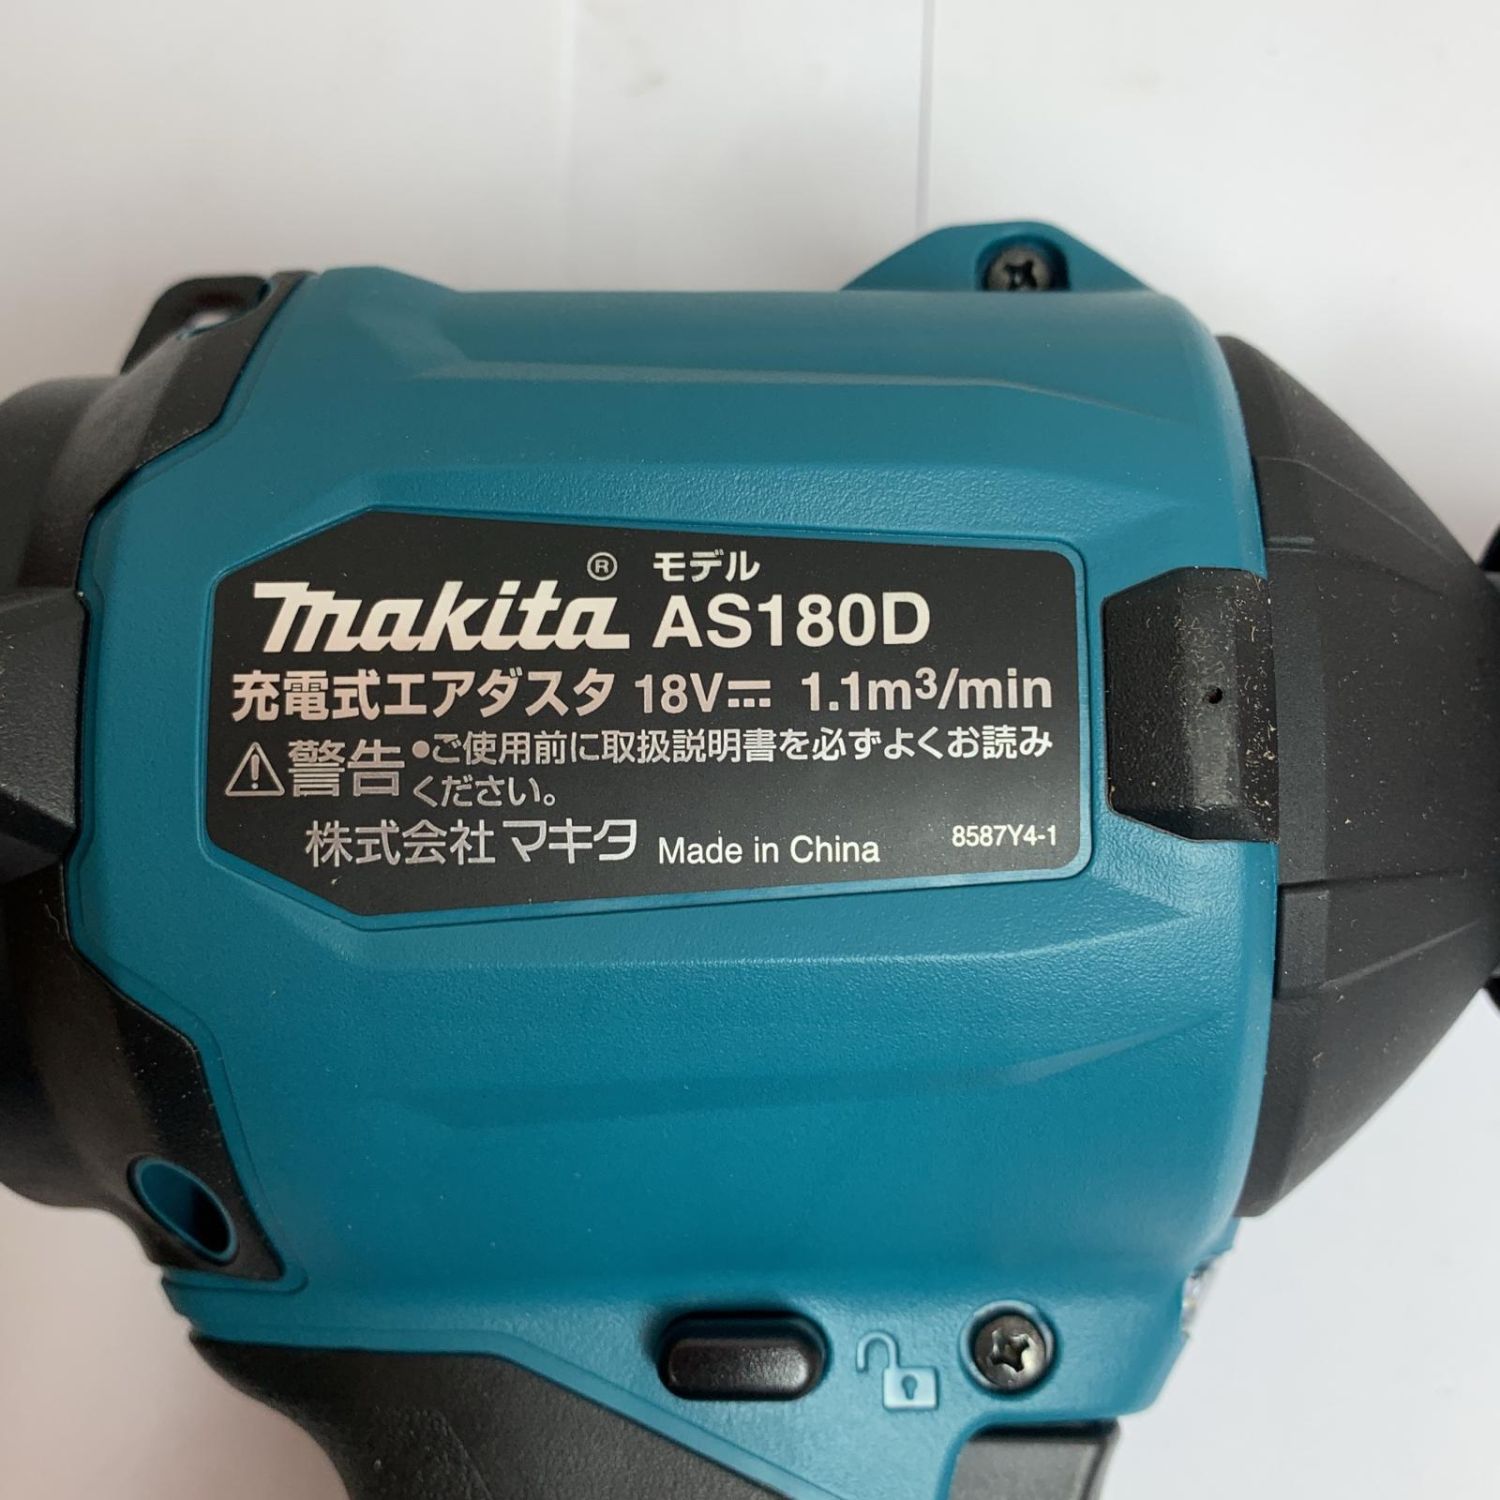 makita® モデル AS180D
充電式エアダスタ 18V⎓ 1.1m³/min
⚠警告 •ご使用前に取扱説明書を必ずよくお読み
ください。
株式会社マキタ Made in China 8587Y4-1